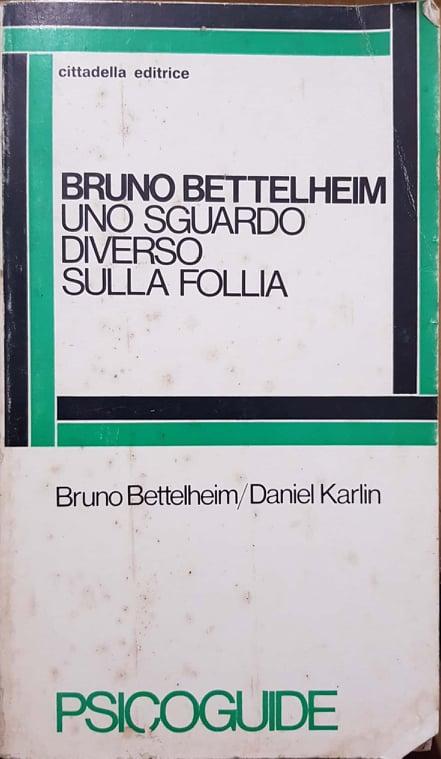 cittadella editrice
BRUNO BETTELHEIM
UNO SGUARDO
DIVERSO
SULLA FOLLIA
Bruno Bettelheim/Daniel Karlin
PSICOGUIDE